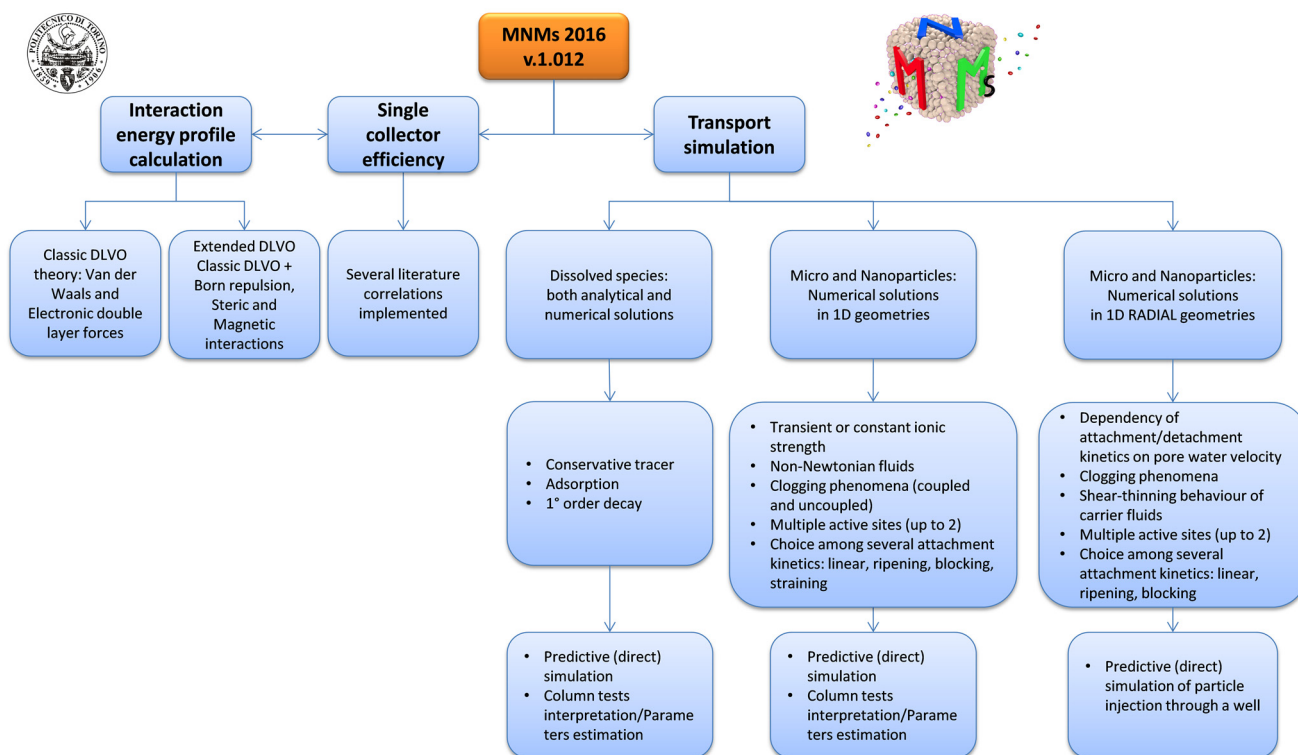 POLITECNICO DI TORINO
1859 1906
MNMs 2016
v.1.012
MNMs
Interaction
energy profile
calculation
Single
collector
efficiency
Transport
simulation
Classic DLVO
theory: Van der
Waals and
Electronic double
layer forces
Extended DLVO
Classic DLVO +
Born repulsion,
Steric and
Magnetic
interactions
Several literature
correlations
implemented
Dissolved species:
both analytical and
numerical solutions
Micro and Nanoparticles:
Numerical solutions
in 1D geometries
Micro and Nanoparticles:
Numerical solutions
in 1D RADIAL geometries
• Conservative tracer
• Adsorption
• 1° order decay
• Transient or constant ionic
strength
• Non-Newtonian fluids
• Clogging phenomena (coupled
and uncoupled)
• Multiple active sites (up to 2)
• Choice among several attachment
kinetics: linear, ripening, blocking,
straining
• Dependency of
attachment/detachment
kinetics on pore water velocity
• Clogging phenomena
• Shear-thinning behaviour of
carrier fluids
• Multiple active sites (up to 2)
• Choice among several
attachment kinetics: linear,
ripening, blocking
• Predictive (direct)
simulation
• Column tests
interpretation/Parame
ters estimation
• Predictive (direct)
simulation
• Column tests
interpretation/Parame
ters estimation
• Predictive (direct)
simulation of particle
injection through a well